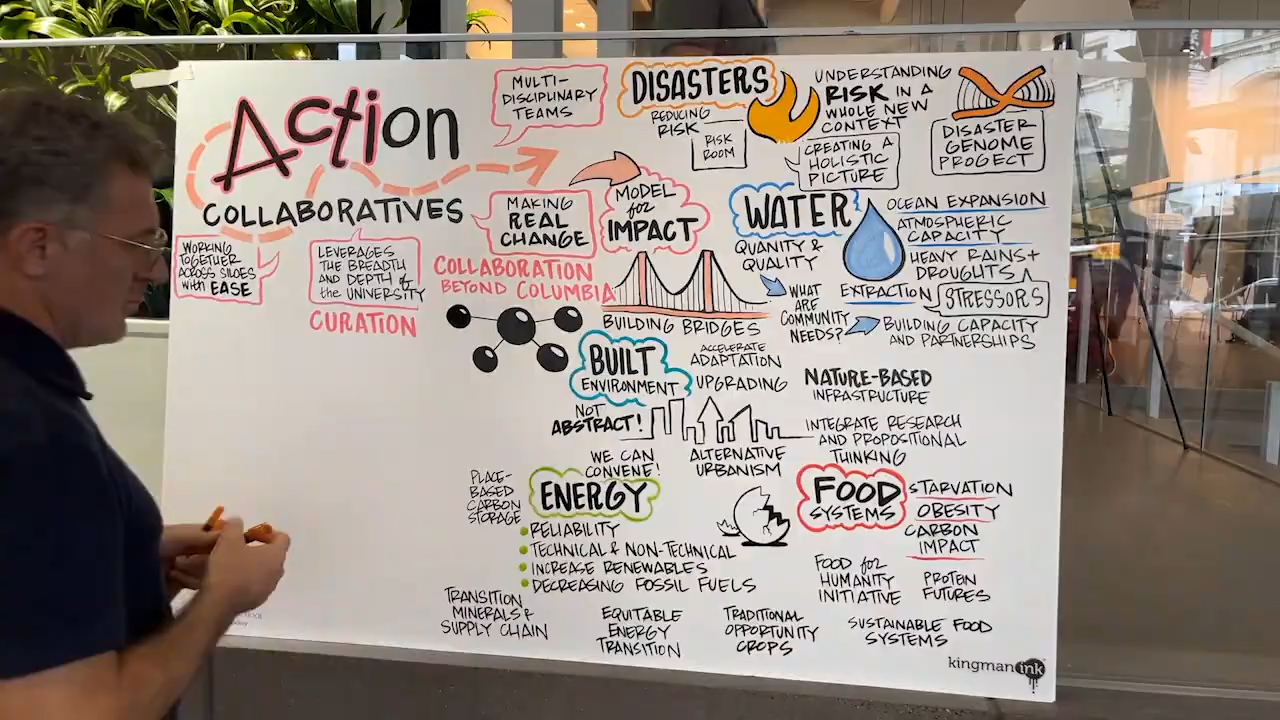 Action
COLLABORATIVES
WORKING
TOGETHER
ACROSS SILOES
with EASE
LEVERAGES
THE BREADTH
AND DEPTH of
the UNIVERSITY
CURATION
MULTI-
DISCIPLINARY
TEAMS
MAKING
REAL
CHANGE
MODEL
for
IMPACT
COLLABORATION
BEYOND COLUMBIA
BUILDING BRIDGES
DISASTERS
REDUCING
RISK
RISK
ROOM
UNDERSTANDING
RISK IN A
WHOLE NEW
CONTEXT
CREATING A
HOLISTIC
PICTURE
DISASTER
GENOME
PROJECT
WATER
QUANITY &
QUALITY
OCEAN EXPANSION
ATMOSPHERIC
CAPACITY
HEAVY RAINS+
DROUGHTS
EXTRACTION
STRESSORS
WHAT
ARE
COMMUNITY
NEEDS?
BUILDING CAPACITY
AND PARTNERSHIPS
BUILT
ENVIRONMENT
ACCELERATE
ADAPTATION
UPGRADING
NOT
ABSTRACT!
WE CAN
CONVENE!
ALTERNATIVE
URBANISM
NATURE-BASED
INFRASTRUCTURE
INTEGRATE RESEARCH
AND PROPOSITIONAL
THINKING
PLACE-
BASED
CARBON
STORAGE
ENERGY
RELIABILITY
TECHNICAL & NON-TECHNICAL
INCREASE RENEWABLES
DECREASING FOSSIL FUELS
TRANSITION
MINERALS &
SUPPLY CHAIN
EQUITABLE
ENERGY
TRANSITION
FOOD
SYSTEMS
STARVATION
OBESITY
CARBON
IMPACT
FOOD for
HUMANITY
INITIATIVE
PROTEIN
FUTURES
TRADITIONAL
OPPORTUNITY
CROPS
SUSTAINABLE FOOD
SYSTEMS
kingman ink